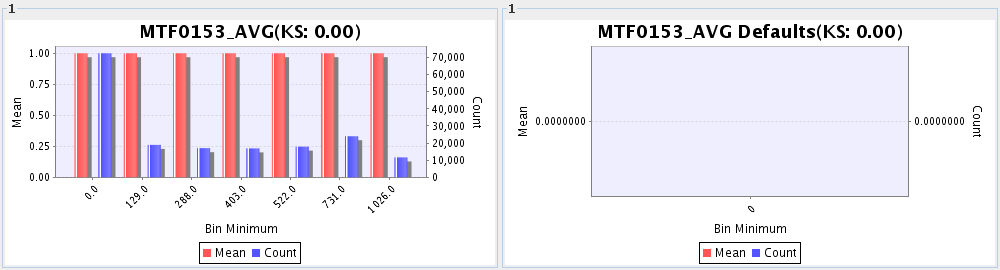 1
MTF0153_AVG(KS: 0.00)
Mean
1.00
0.75
0.50
0.25
0.00
70,000
60,000
50,000
40,000
30,000
20,000
10,000
0
Count
0.0
129.0
288.0
403.0
522.0
731.0
1 026.0
Bin Minimum
Mean Count
1
MTF0153_AVG Defaults(KS: 0.00)
Mean
0.0000000
0.0000000
Count
0
Bin Minimum
Mean Count